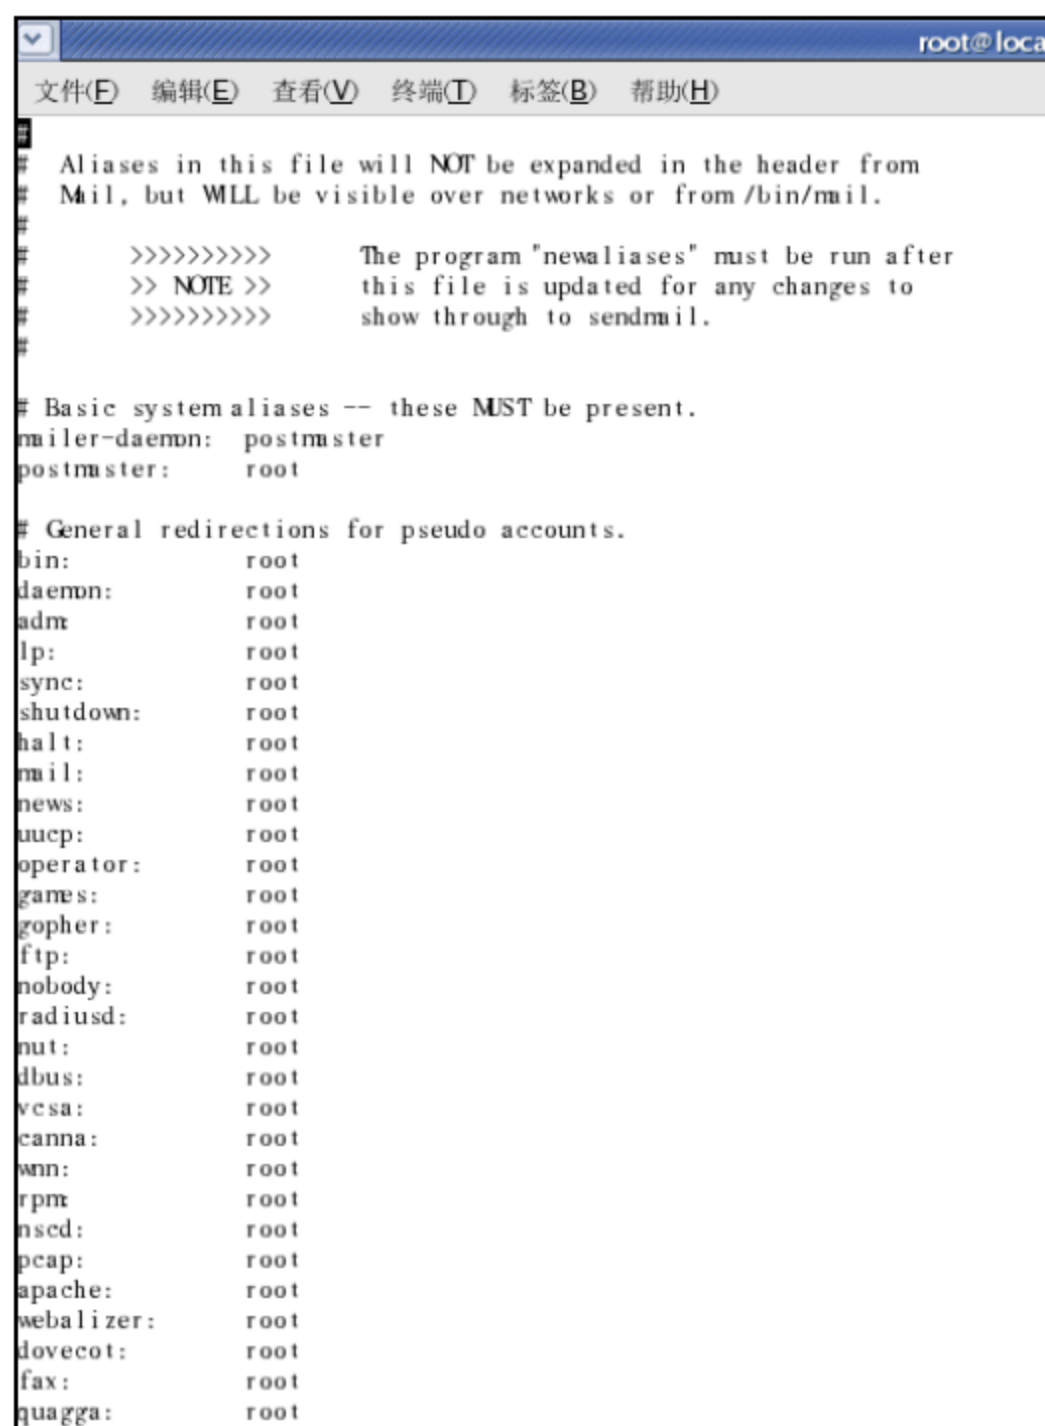 root@loca
文件(F) 编辑(E) 查看(V) 终端(T) 标签(B) 帮助(H)
#
#  Aliases in this file will NOT be expanded in the header from
#  Mail, but WILL be visible over networks or from /bin/mail.
#
#       >>>>>>>>>>      The program "newaliases" must be run after
#       >> NOTE >>      this file is updated for any changes to
#       >>>>>>>>>>      show through to sendmail.
#
# Basic system aliases -- these MUST be present.
mailer-daemon:  postmaster
postmaster:     root
# General redirections for pseudo accounts.
bin:            root
daemon:         root
adm:            root
lp:             root
sync:           root
shutdown:       root
halt:           root
mail:           root
news:           root
uucp:           root
operator:       root
games:          root
gopher:         root
ftp:            root
nobody:         root
radiusd:        root
nut:            root
dbus:           root
vcsa:           root
canna:          root
wnn:            root
rpm:            root
nscd:           root
pcap:           root
apache:         root
webalizer:      root
dovecot:        root
fax:            root
quagga:         root